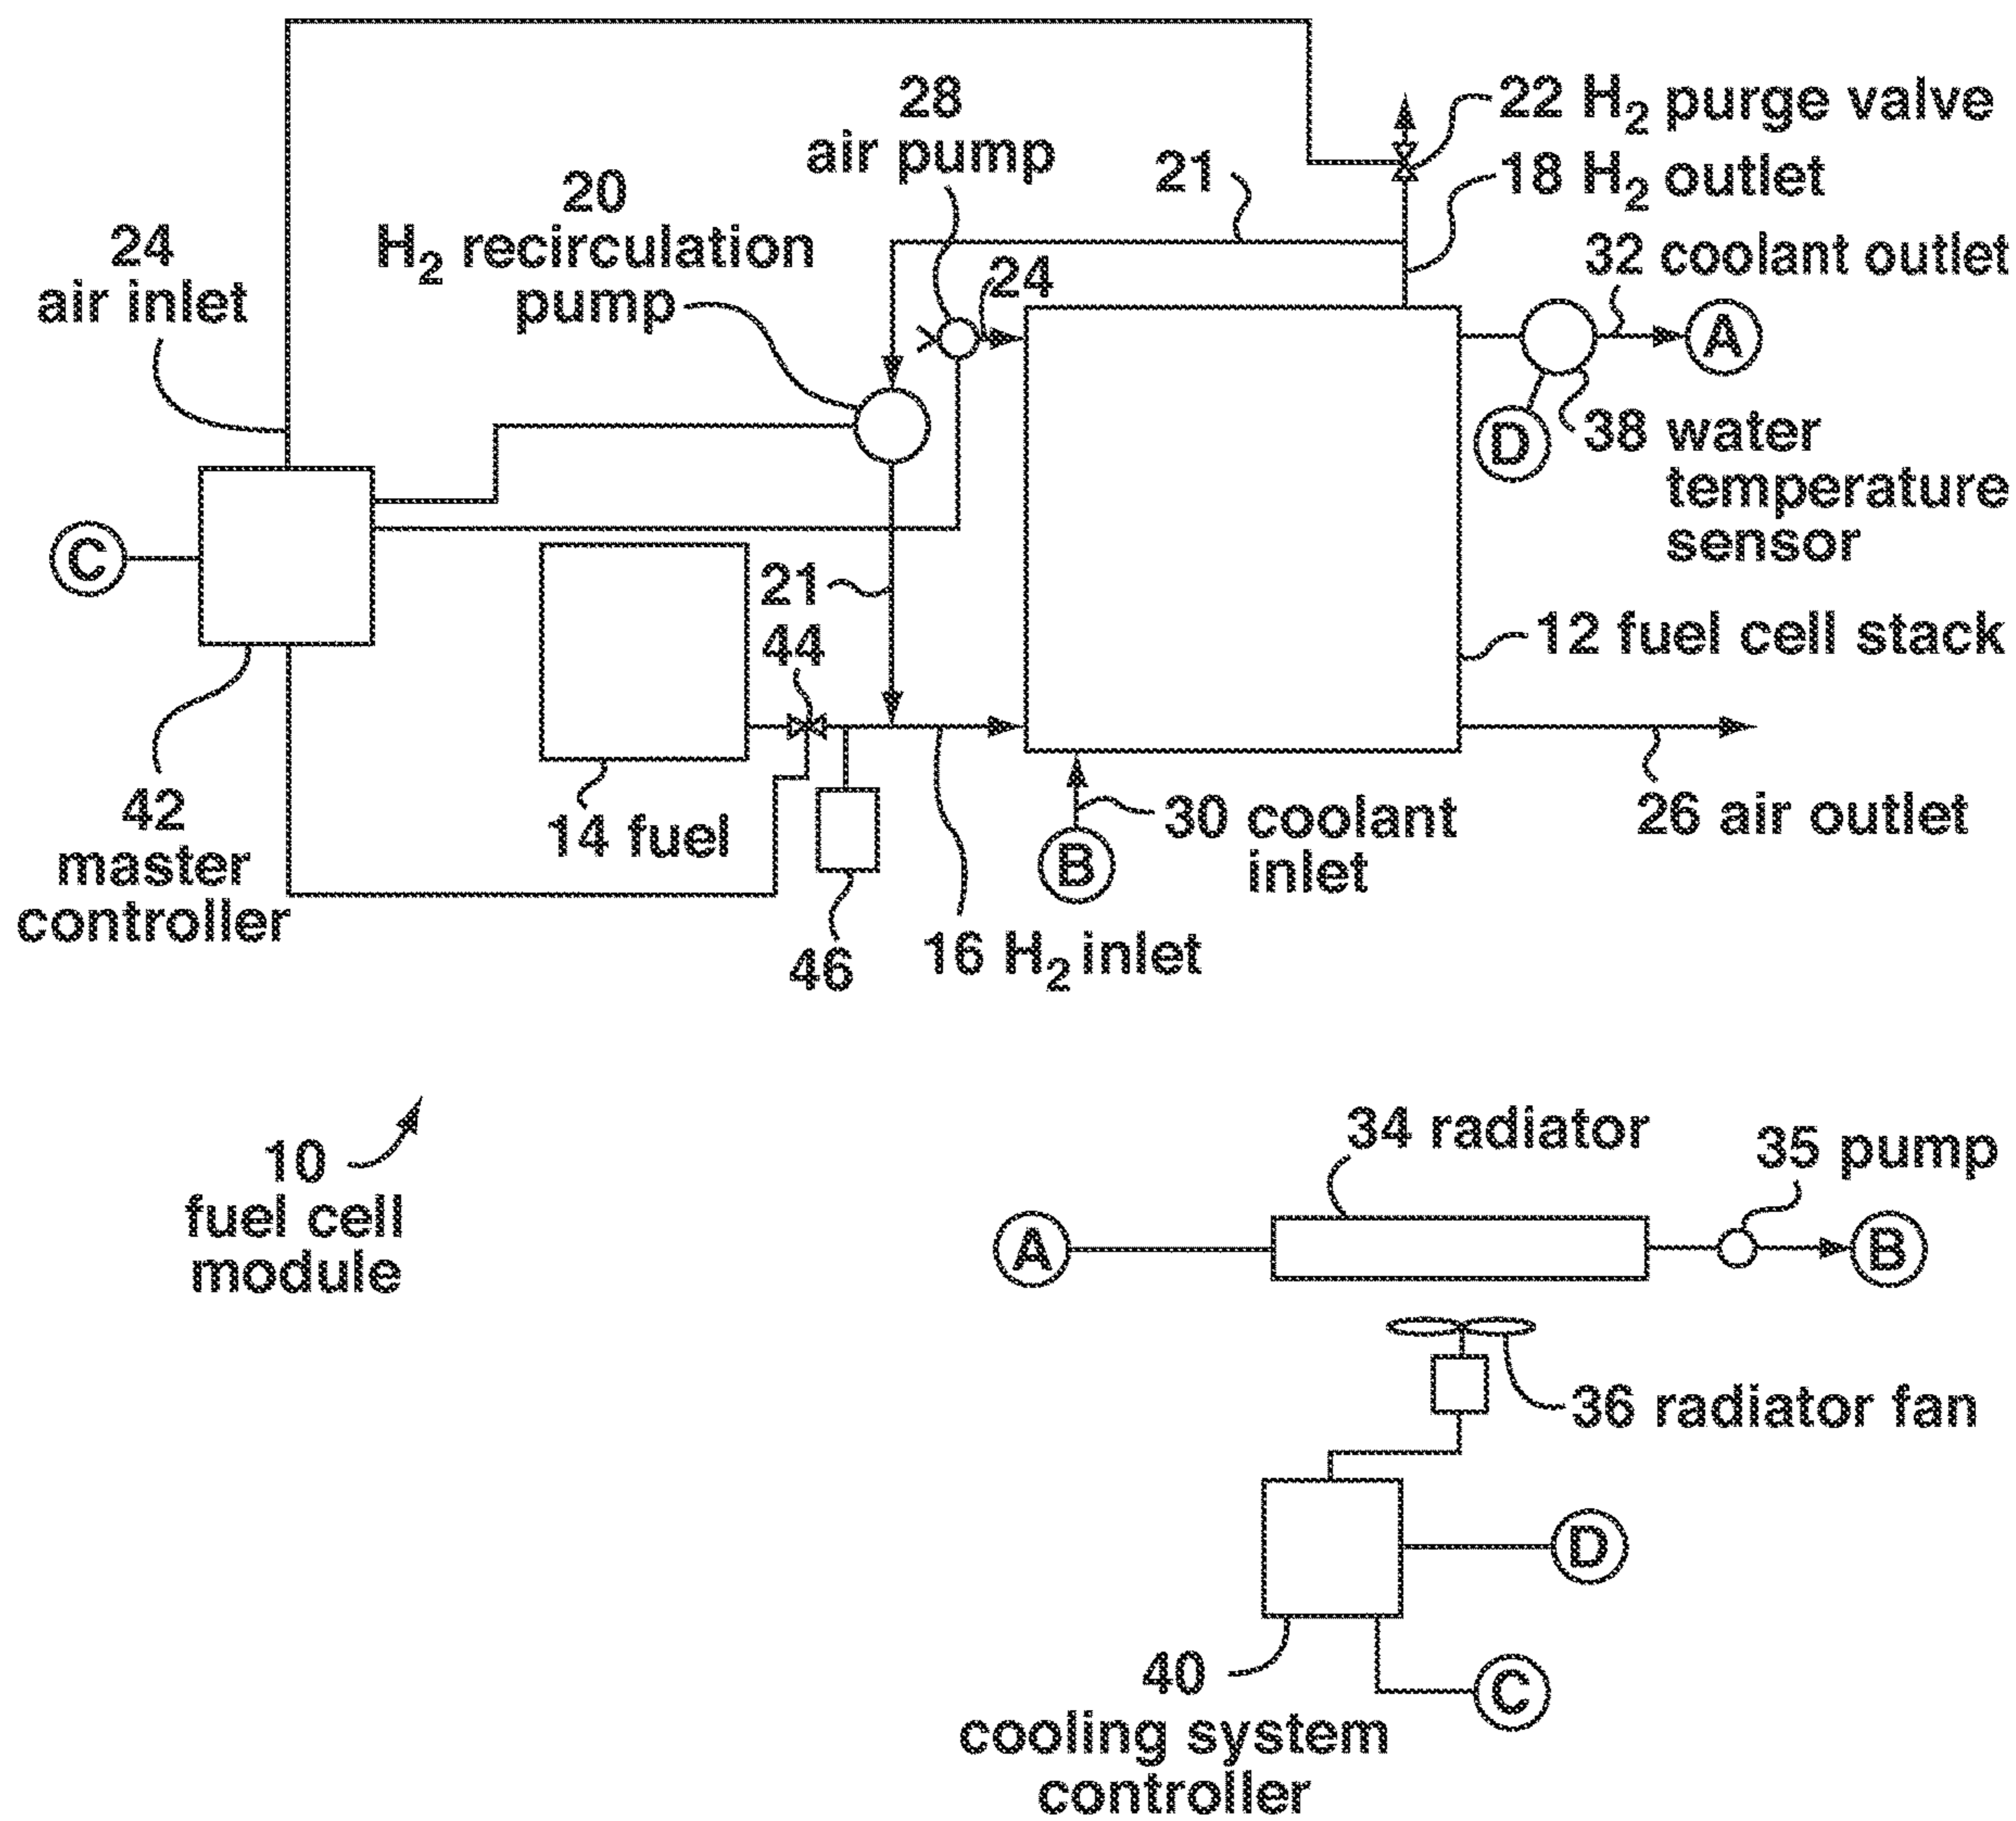 22 H2 purge valve
28
air pump
21
18 H2 outlet
20
H2 recirculation
pump
24
air inlet
24
32 coolant outlet
A
D
38 water
temperature
sensor
C
21
44
12 fuel cell stack
42
master
controller
14 fuel
B
30 coolant
inlet
26 air outlet
46
16 H2 inlet
10
fuel cell
module
34 radiator
35 pump
A
B
36 radiator fan
D
40
cooling system
controller
C